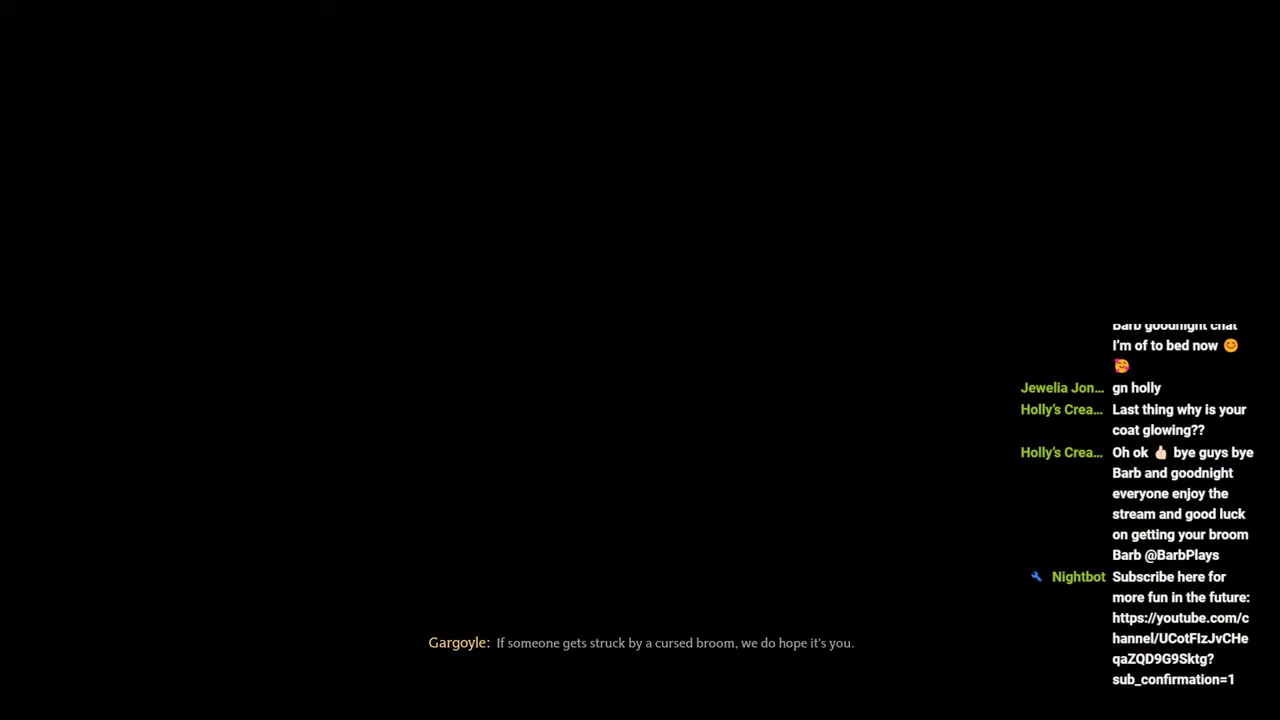 Barb goodnight chat
I’m of to bed now 😊
🥰
Jewelia Jon... gn holly
Holly’s Crea... Last thing why is your
coat glowing??
Holly’s Crea... Oh ok 👍🏻 bye guys bye
Barb and goodnight
everyone enjoy the
stream and good luck
on getting your broom
Barb @BarbPlays
Nightbot Subscribe here for
more fun in the future:
https://youtube.com/c
hannel/UCotFIzJvCHe
qaZQD9G9Sktg?
sub_confirmation=1
Gargoyle: If someone gets struck by a cursed broom, we do hope it's you.